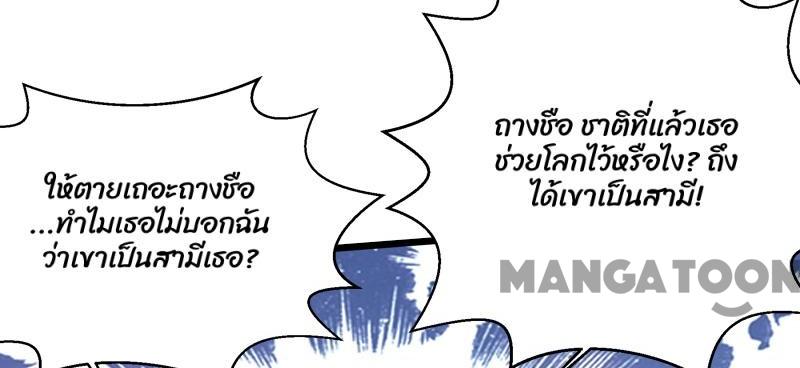 ให้ตายเถอะถางชือ
...ทำไมเธอไม่บอกฉัน
ว่าเขาเป็นสามีเธอ?
ถางชือ ชาติที่แล้วเธอ
ช่วยโลกไว้หรือไง? ถึง
ได้เขาเป็นสามี!
MANGATOON